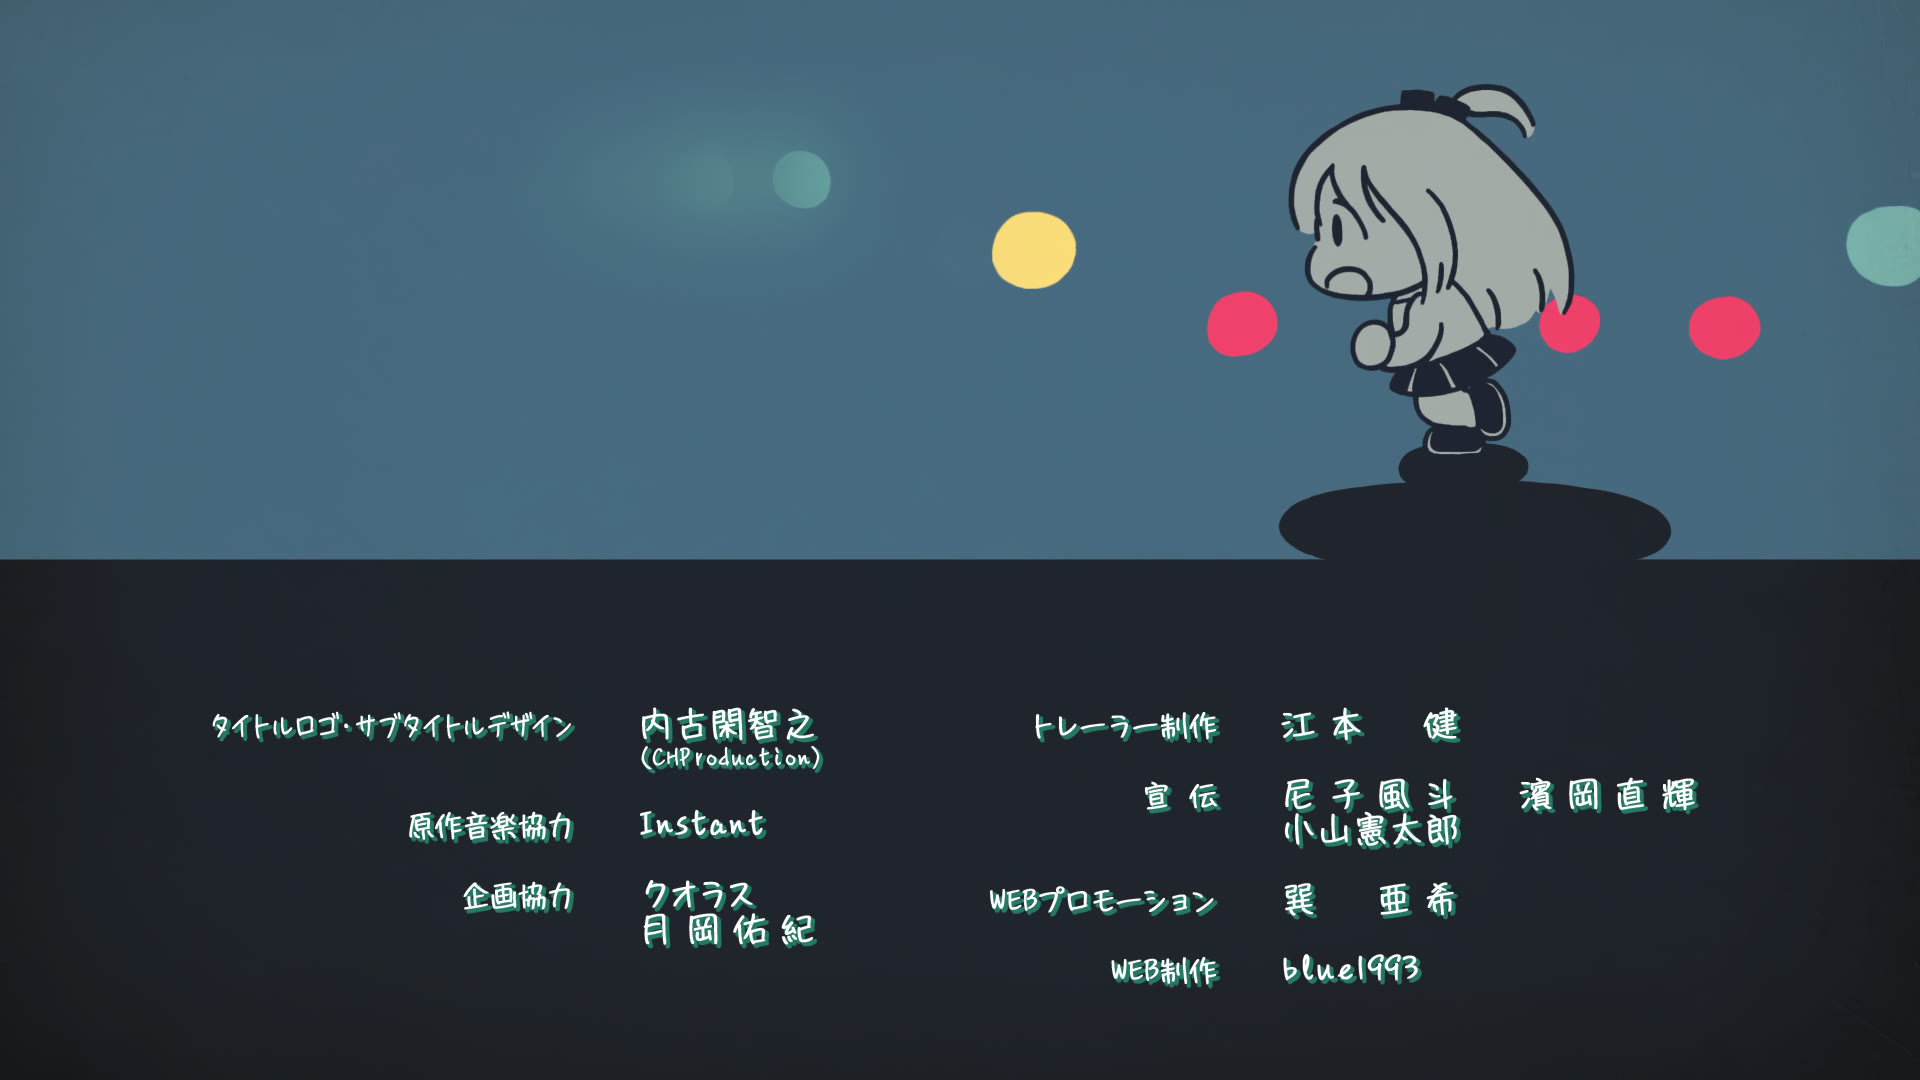 タイトルロゴ・サブタイトルデザイン 内古閑智之
(CHProduction)
原作音楽協力 Instant
企画協力 クオラス
月岡佑紀
トレーラー制作 江本 健
宣伝 尼子風斗 濱岡直輝
小山憲太郎
WEBプロモーション 巽 亜希
WEB制作 blue1993